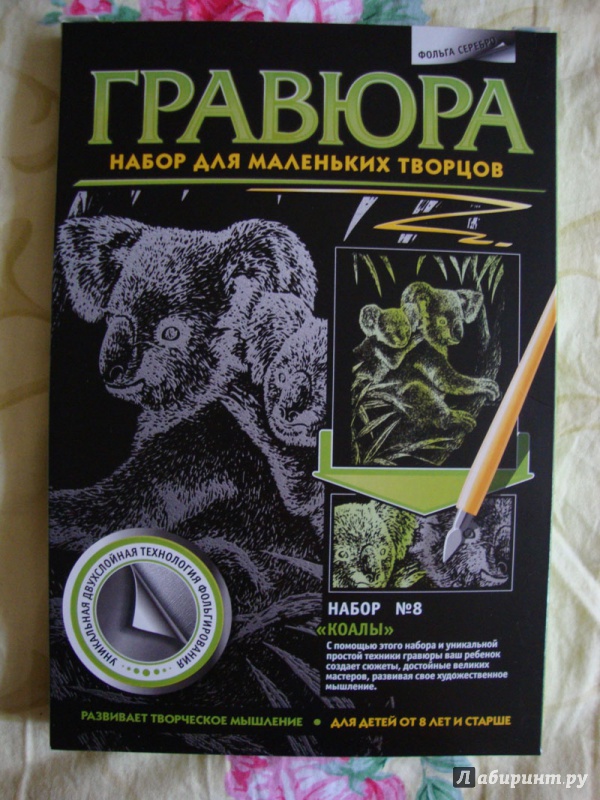 ФОЛЬГА СЕРЕБРО
ГРАВЮРА
НАБОР ДЛЯ МАЛЕНЬКИХ ТВОРЦОВ
УНИКАЛЬНАЯ ДВУХСЛОЙНАЯ ТЕХНОЛОГИЯ ФОЛЬГИРОВАНИЯ
НАБОР №8
«КОАЛЫ»
С помощью этого набора и уникальной
простой техники гравюры ваш ребенок
создает сюжеты, достойные великих
мастеров, развивая свое художественное
мышление.
РАЗВИВАЕТ ТВОРЧЕСКОЕ МЫШЛЕНИЕ • ДЛЯ ДЕТЕЙ ОТ 8 ЛЕТ И СТАРШЕ
Лабиринт.ру